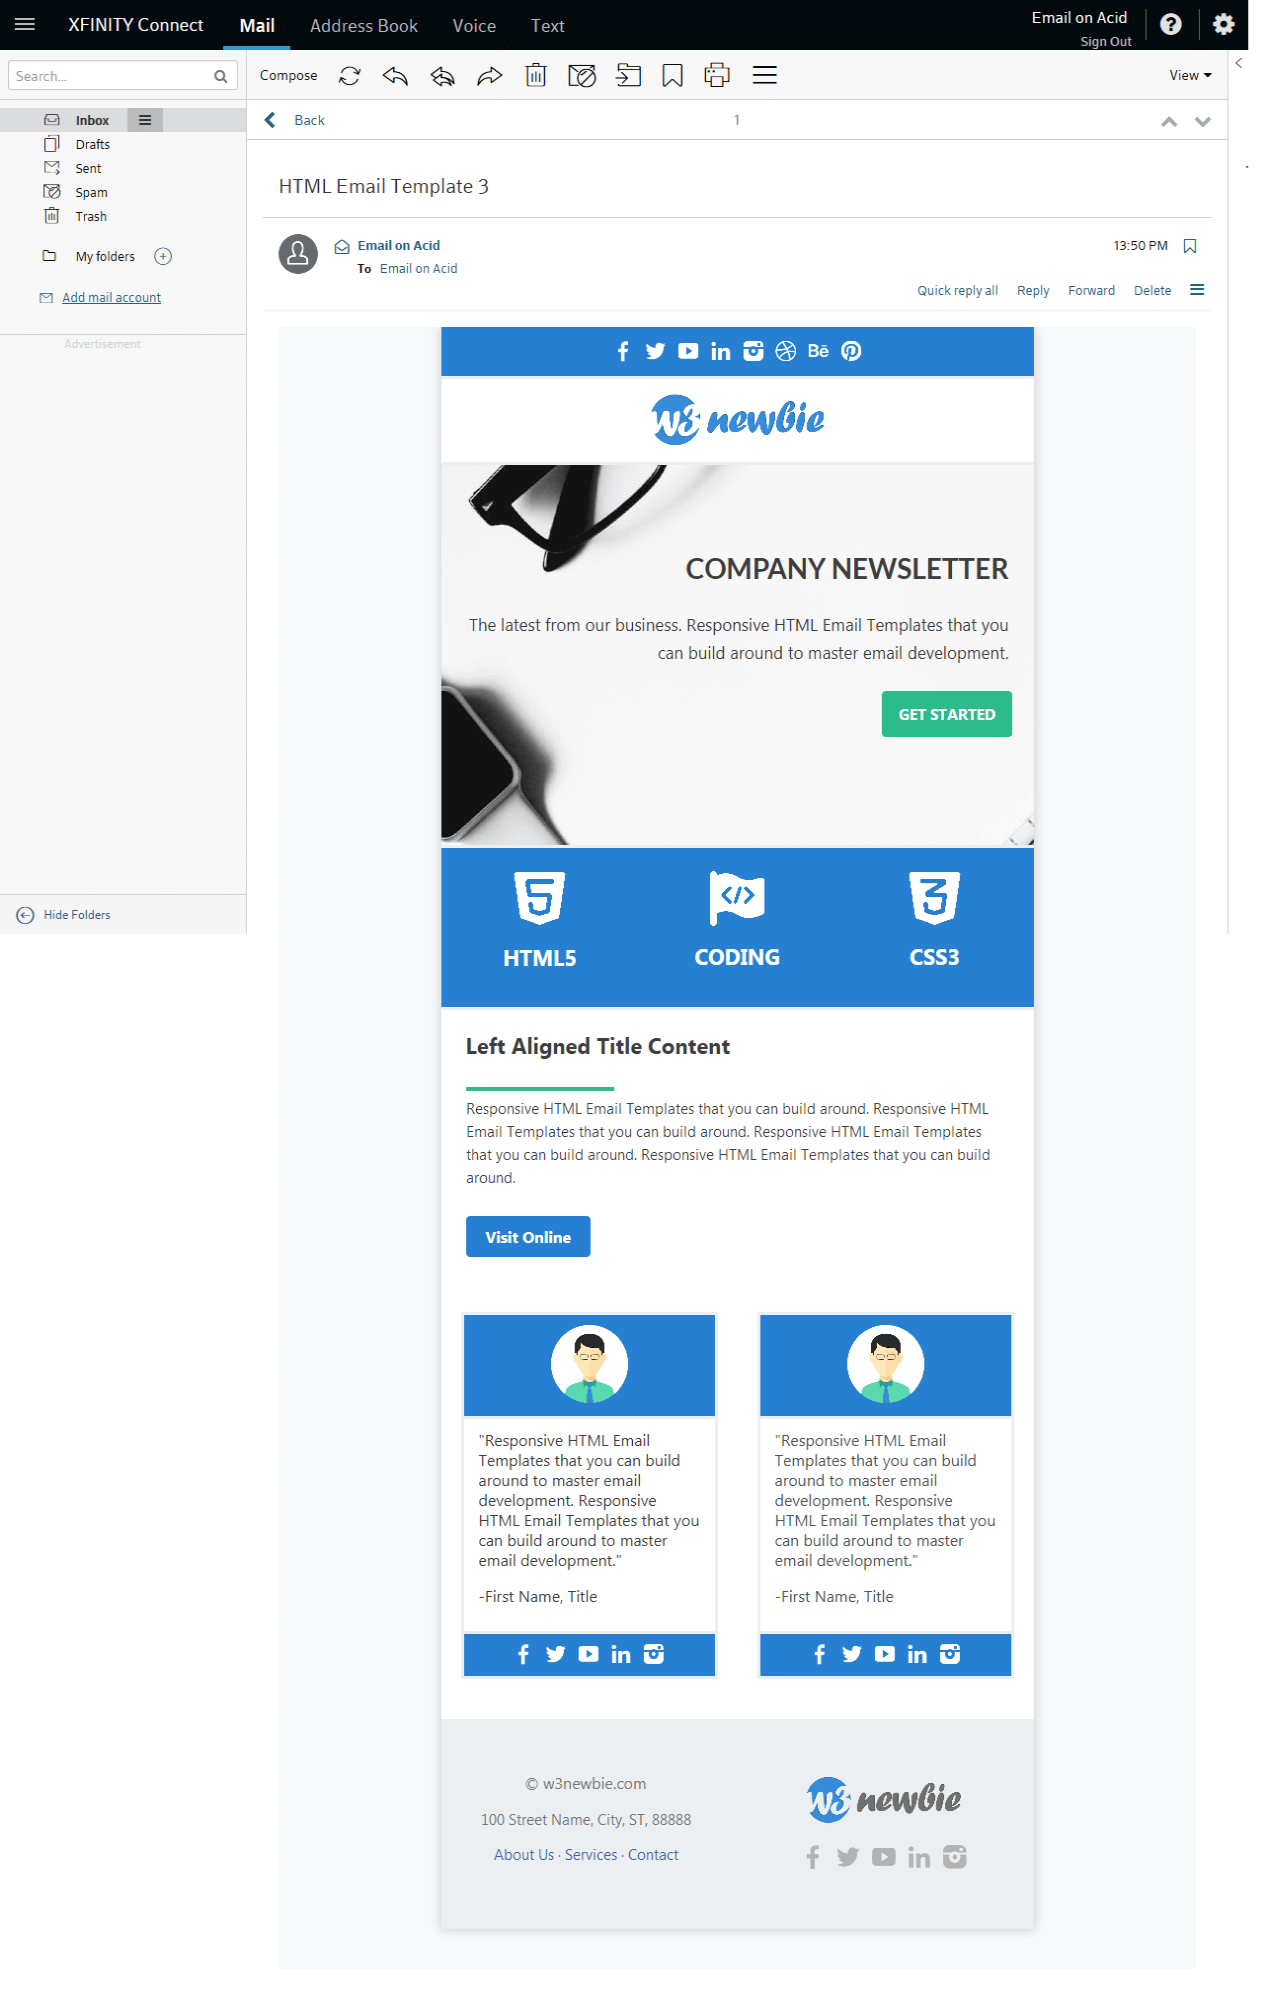 XFINITY Connect Mail Address Book Voice Text Email on Acid
Sign Out
Search...
Compose View
Inbox
Drafts
Sent
Spam
Trash
My folders
Add mail account
Advertisement
Hide Folders
Back 1
HTML Email Template 3
Email on Acid 13:50 PM
To Email on Acid
Quick reply all Reply Forward Delete
Bē
w3 newbie
COMPANY NEWSLETTER
The latest from our business. Responsive HTML Email Templates that you
can build around to master email development.
GET STARTED
HTML5 CODING CSS3
Left Aligned Title Content
Responsive HTML Email Templates that you can build around. Responsive HTML
Email Templates that you can build around. Responsive HTML Email Templates
that you can build around. Responsive HTML Email Templates that you can build
around.
Visit Online
"Responsive HTML Email
Templates that you can build
around to master email
development. Responsive
HTML Email Templates that you
can build around to master
email development."
-First Name, Title
"Responsive HTML Email
Templates that you can build
around to master email
development. Responsive
HTML Email Templates that you
can build around to master
email development."
-First Name, Title
© w3newbie.com
100 Street Name, City, ST, 88888
About Us · Services · Contact
w3 newbie